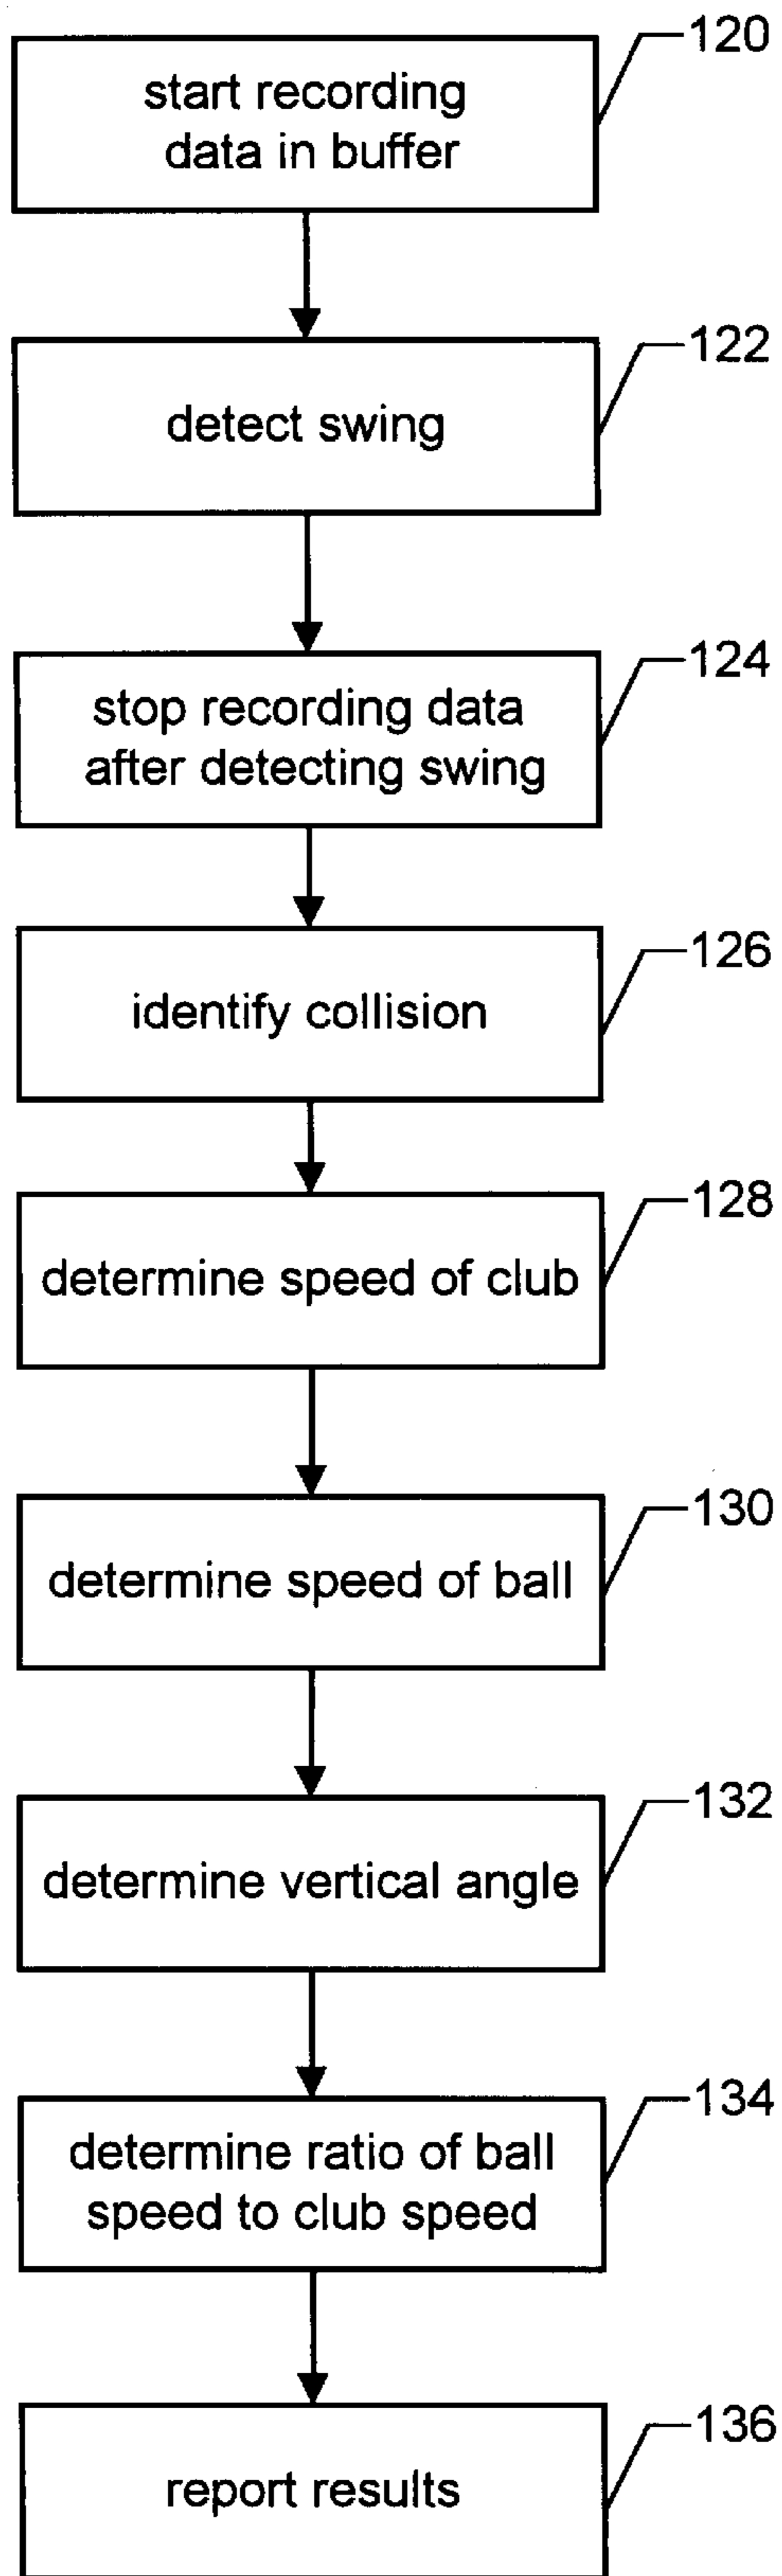 120
start recording
data in buffer
122
detect swing
124
stop recording data
after detecting swing
126
identify collision
128
determine speed of club
130
determine speed of ball
132
determine vertical angle
134
determine ratio of ball
speed to club speed
136
report results